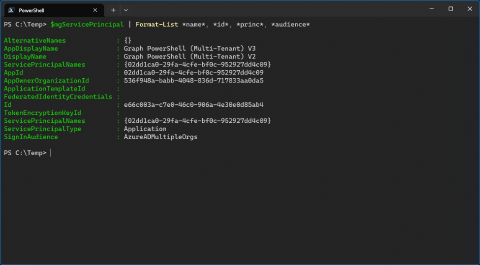 PowerShell
PS C:\Temp> $mgServicePrincipal | Format-List *name*, *id*, *princ*, *audience*
AlternativeNames : {}
AppDisplayName : Graph PowerShell (Multi-Tenant) V3
DisplayName : Graph PowerShell (Multi-Tenant) V2
ServicePrincipalNames : {02dd1ca0-29fa-4cfe-bf0c-952927dd4c09}
AppId : 02dd1ca0-29fa-4cfe-bf0c-952927dd4c09
AppOwnerOrganizationId : 536f948a-babb-4048-836d-717833aa0da5
ApplicationTemplateId :
FederatedIdentityCredentials :
Id : e66c003a-c7e0-46c0-906a-4e30e0d85ab4
TokenEncryptionKeyId :
ServicePrincipalNames : {02dd1ca0-29fa-4cfe-bf0c-952927dd4c09}
ServicePrincipalType : Application
SignInAudience : AzureADMultipleOrgs
PS C:\Temp>